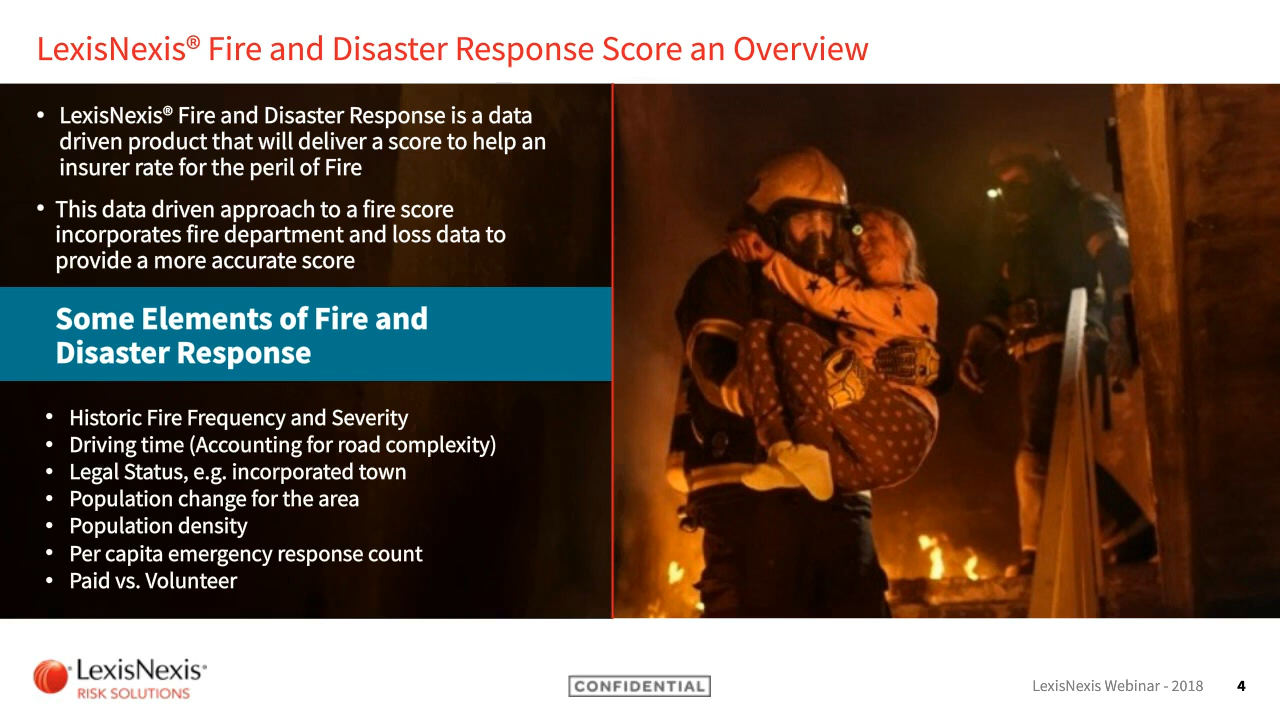 LexisNexis® Fire and Disaster Response Score an Overview
• LexisNexis® Fire and Disaster Response is a data
driven product that will deliver a score to help an
insurer rate for the peril of Fire
• This data driven approach to a fire score
incorporates fire department and loss data to
provide a more accurate score
Some Elements of Fire and
Disaster Response
• Historic Fire Frequency and Severity
• Driving time (Accounting for road complexity)
• Legal Status, e.g. incorporated town
• Population change for the area
• Population density
• Per capita emergency response count
• Paid vs. Volunteer
LexisNexis®
RISK SOLUTIONS
CONFIDENTIAL
LexisNexis Webinar - 2018 4